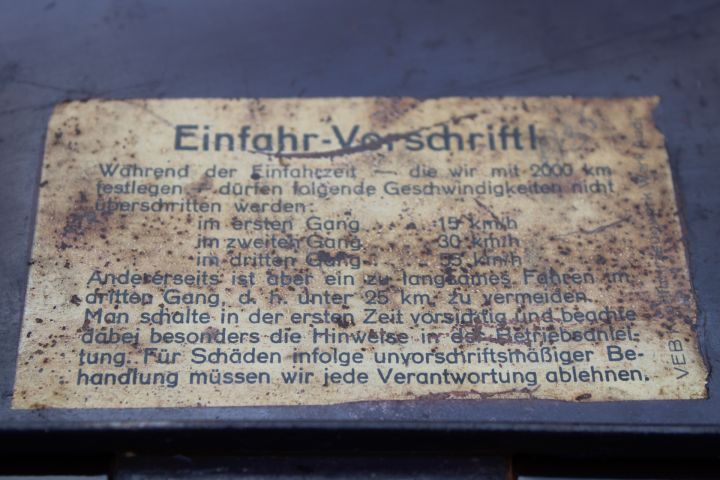 Einfahr-Vorschrift!
Während der Einfahrzeit — die wir mit 2000 km
festlegen — dürfen folgende Geschwindigkeiten nicht
überschritten werden:
im ersten Gang . . . 15 km/h
im zweiten Gang . . . 30 km/h
im dritten Gang . . . 55 km/h
Andererseits ist aber ein zu langsames Fahren im
dritten Gang, d. h. unter 25 km, zu vermeiden.
Man schalte in der ersten Zeit vorsichtig und beachte
dabei besonders die Hinweise in der Betriebsanlei-
tung. Für Schäden infolge unvorschriftsmäßiger Be-
handlung müssen wir jede Verantwortung ablehnen.
VEB